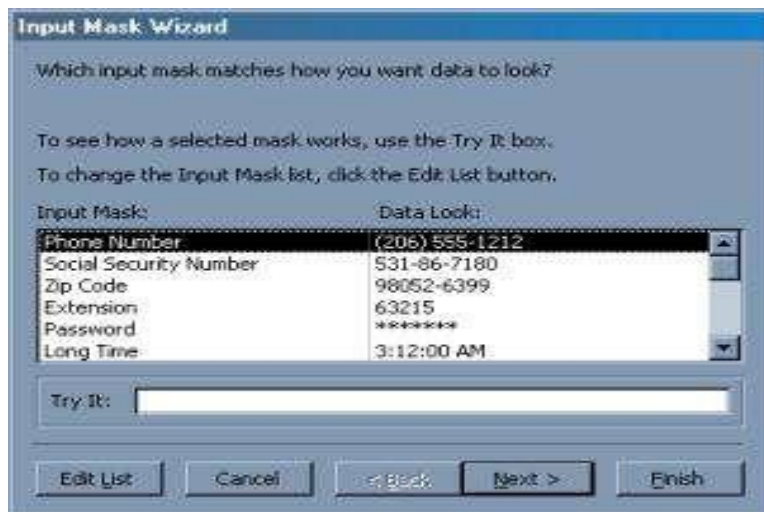 Input Mask Wizard
Which input mask matches how you want data to look?
To see how a selected mask works, use the Try It box.
To change the Input Mask list, click the Edit List button.
Input Mask: Data Look:
Phone Number (206) 555-1212
Social Security Number 531-86-7180
Zip Code 98052-6399
Extension 63215
Password *******
Long Time 3:12:00 AM
Try It:
Edit List Cancel < Back Next > Finish